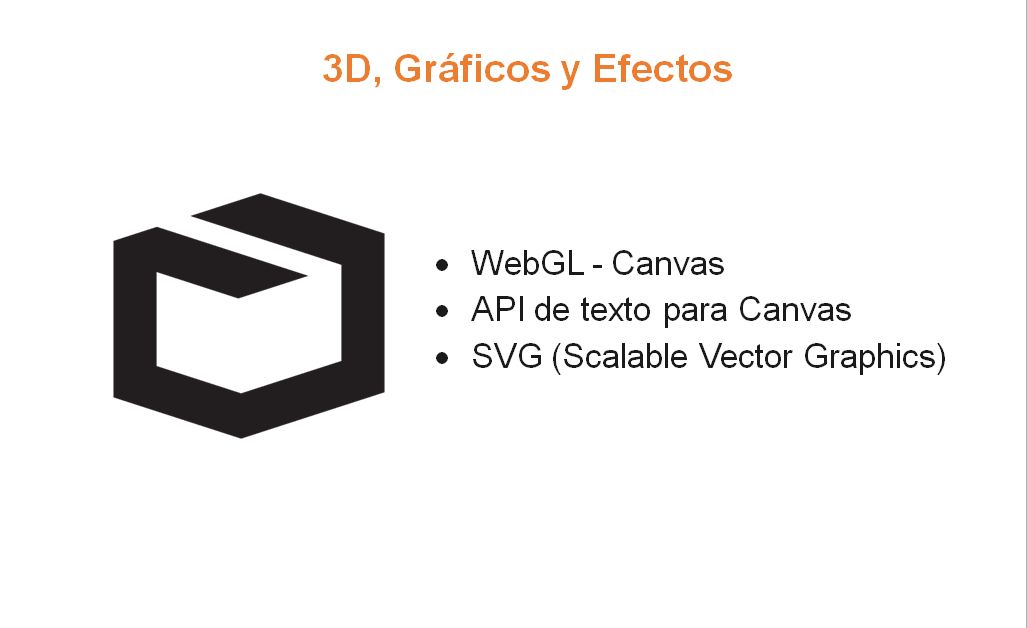 3D, Gráficos y Efectos
WebGL - Canvas
API de texto para Canvas
SVG (Scalable Vector Graphics)